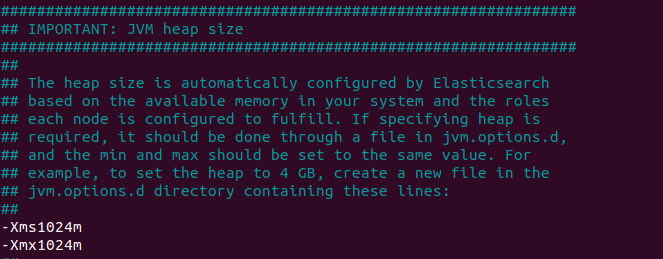 ################################################################
## IMPORTANT: JVM heap size
################################################################
##
## The heap size is automatically configured by Elasticsearch
## based on the available memory in your system and the roles
## each node is configured to fulfill. If specifying heap is
## required, it should be done through a file in jvm.options.d,
## and the min and max should be set to the same value. For
## example, to set the heap to 4 GB, create a new file in the
## jvm.options.d directory containing these lines:
##
-Xms1024m
-Xmx1024m